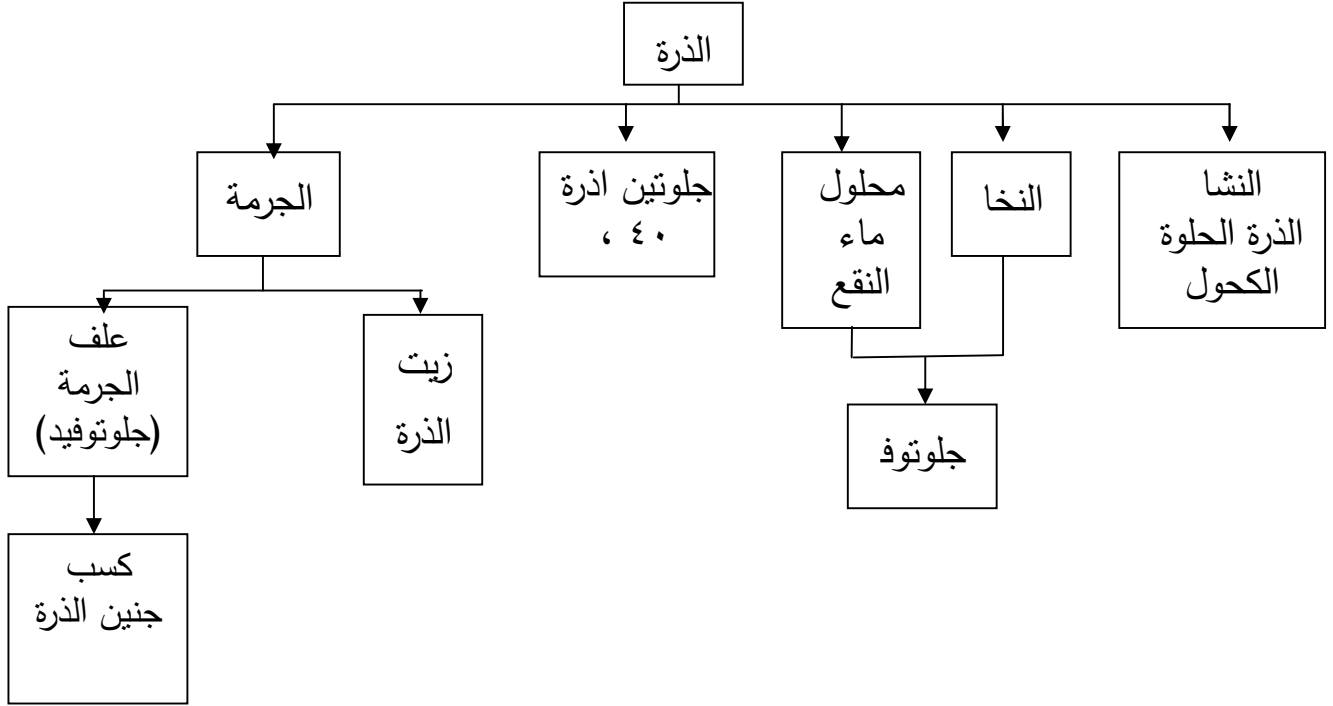 الذرة
النشا
الذرة الحلوة
الكحول
النخا
محلول
ماء
النقع
جلوتين اذرة
٤٠ ،
الجرمة
جلوتوفـ
زيت
الذرة
علف
الجرمة
(جلوتوفيد)
كسب
جنين الذرة